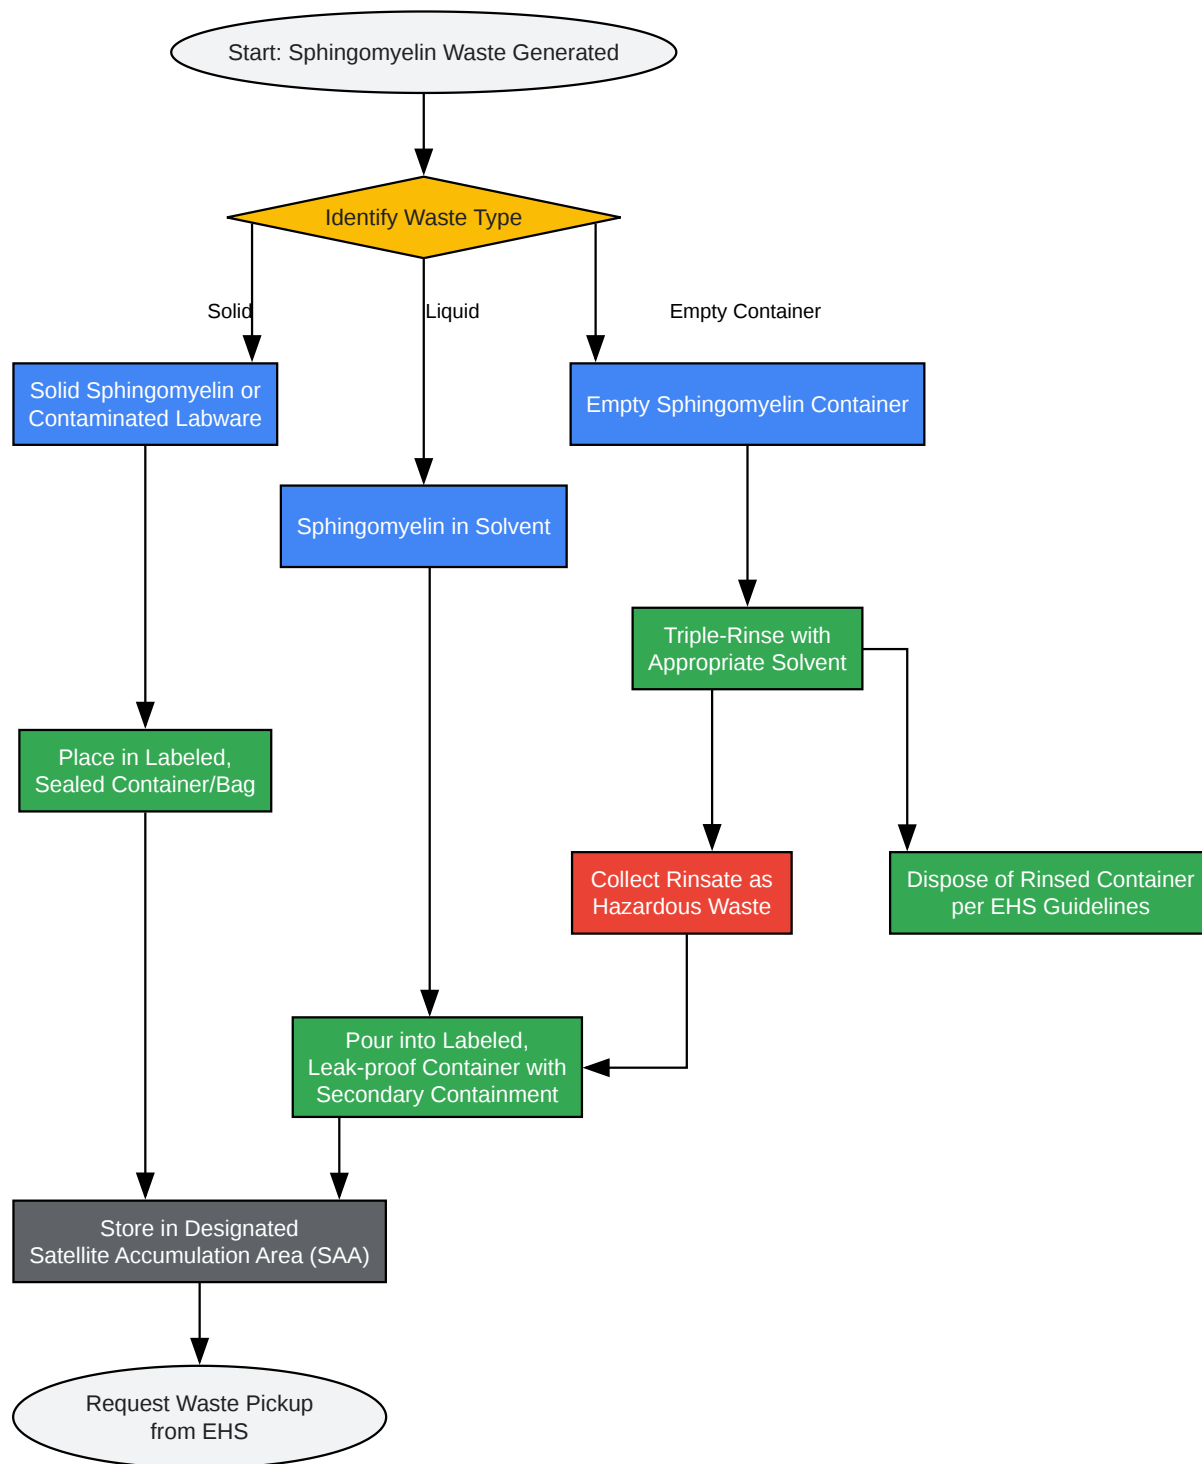 Start: Sphingomyelin Waste Generated
Identify Waste Type
Solid
Liquid
Empty Container
Solid Sphingomyelin or
Contaminated Labware
Empty Sphingomyelin Container
Sphingomyelin in Solvent
Triple-Rinse with
Appropriate Solvent
Place in Labeled,
Sealed Container/Bag
Collect Rinsate as
Hazardous Waste
Dispose of Rinsed Container
per EHS Guidelines
Pour into Labeled,
Leak-proof Container with
Secondary Containment
Store in Designated
Satellite Accumulation Area (SAA)
Request Waste Pickup
from EHS